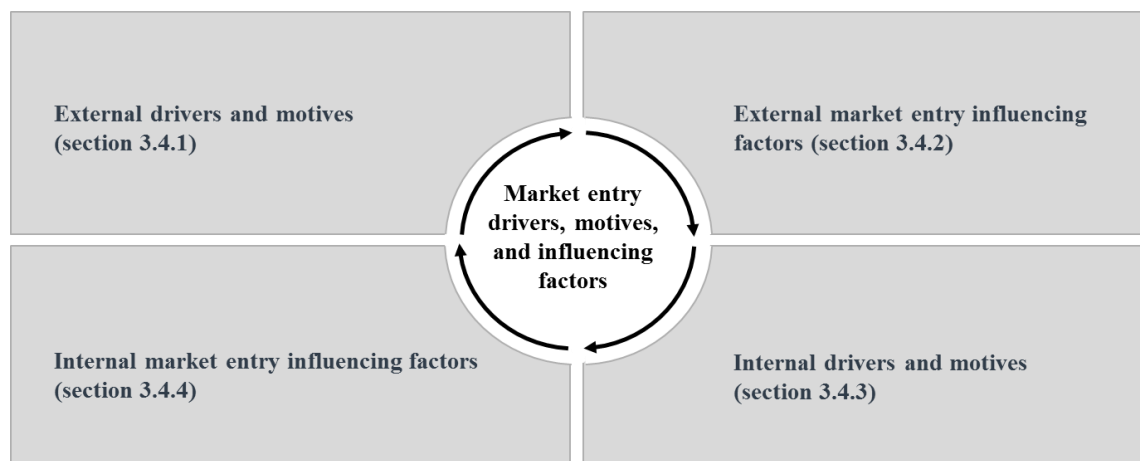 External drivers and motives
(section 3.4.1)
External market entry influencing
factors (section 3.4.2)
Market entry
drivers, motives,
and influencing
factors
Internal market entry influencing factors
(section 3.4.4)
Internal drivers and motives
(section 3.4.3)